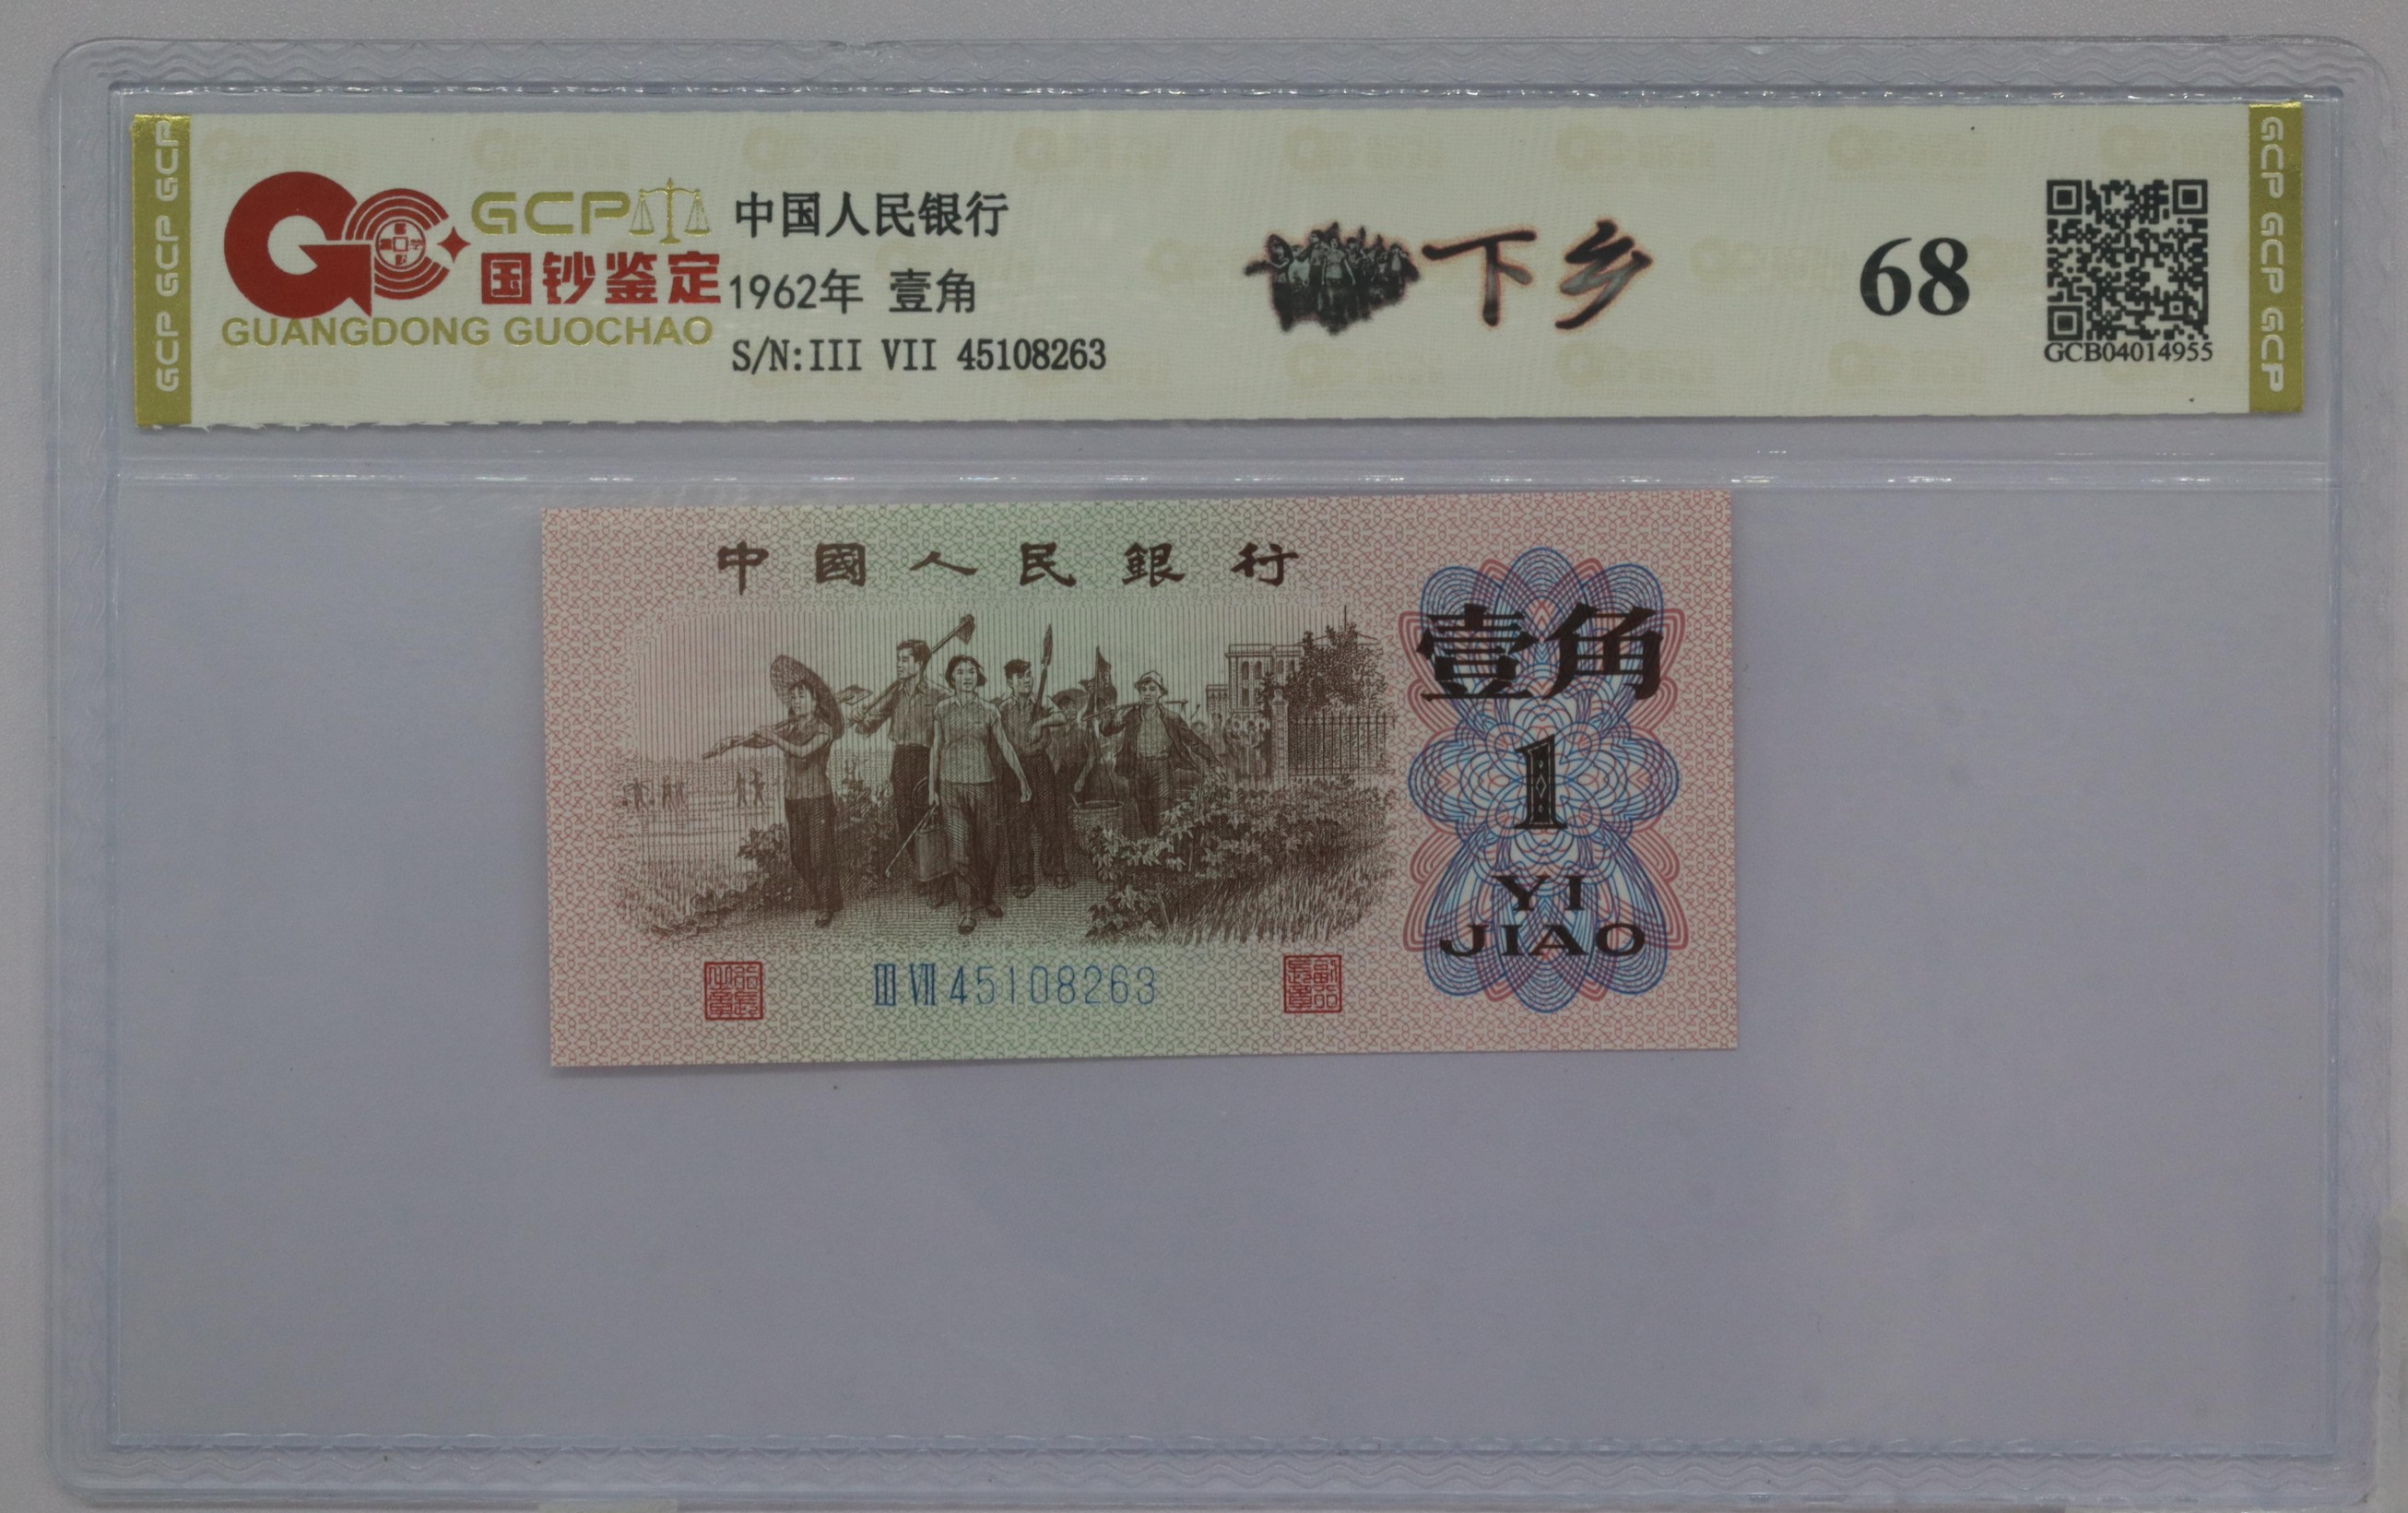 GCP GCP GCP
GCP
国钞鉴定
GUANGDONG GUOCHAO
中国人民银行
1962年 壹角
S/N:III VII 45108263
下乡
68
GCB04014955
GCP GCP GCP
中國人民銀行
壹角
1
YI
JIAO
III VII 45108263